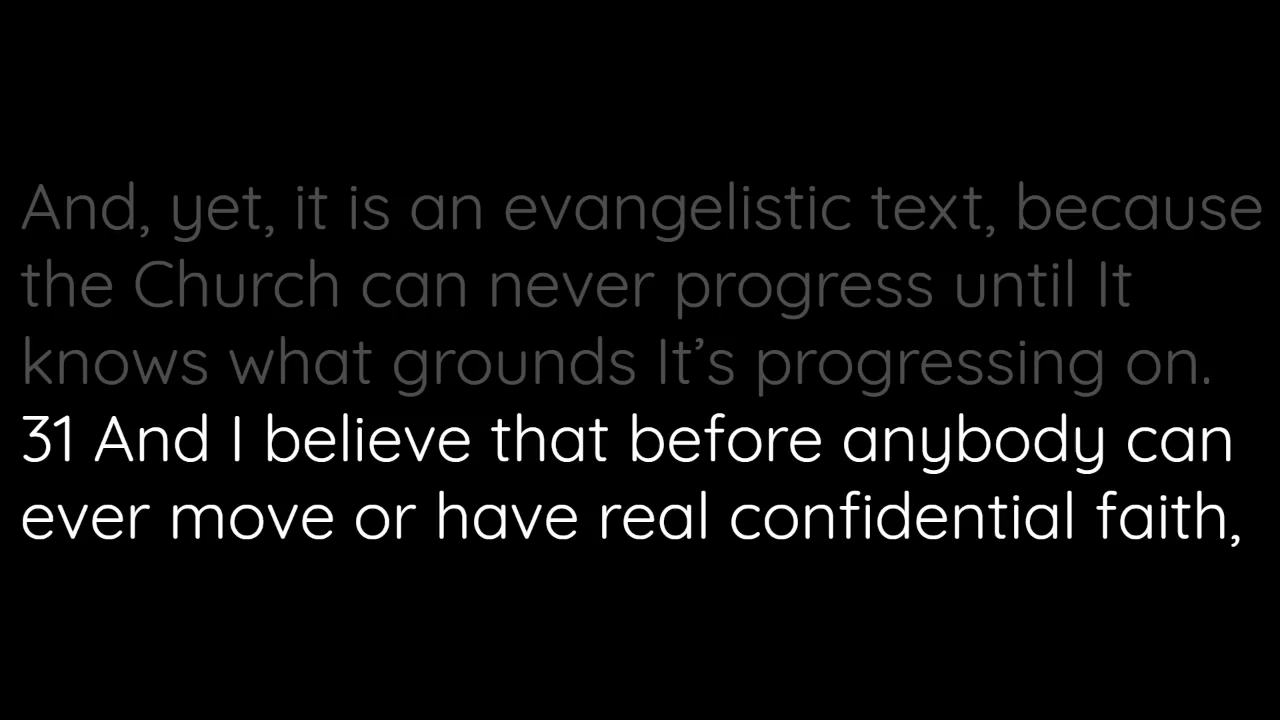 And, yet, it is an evangelistic text, because
the Church can never progress until It
knows what grounds It’s progressing on.
31 And I believe that before anybody can
ever move or have real confidential faith,